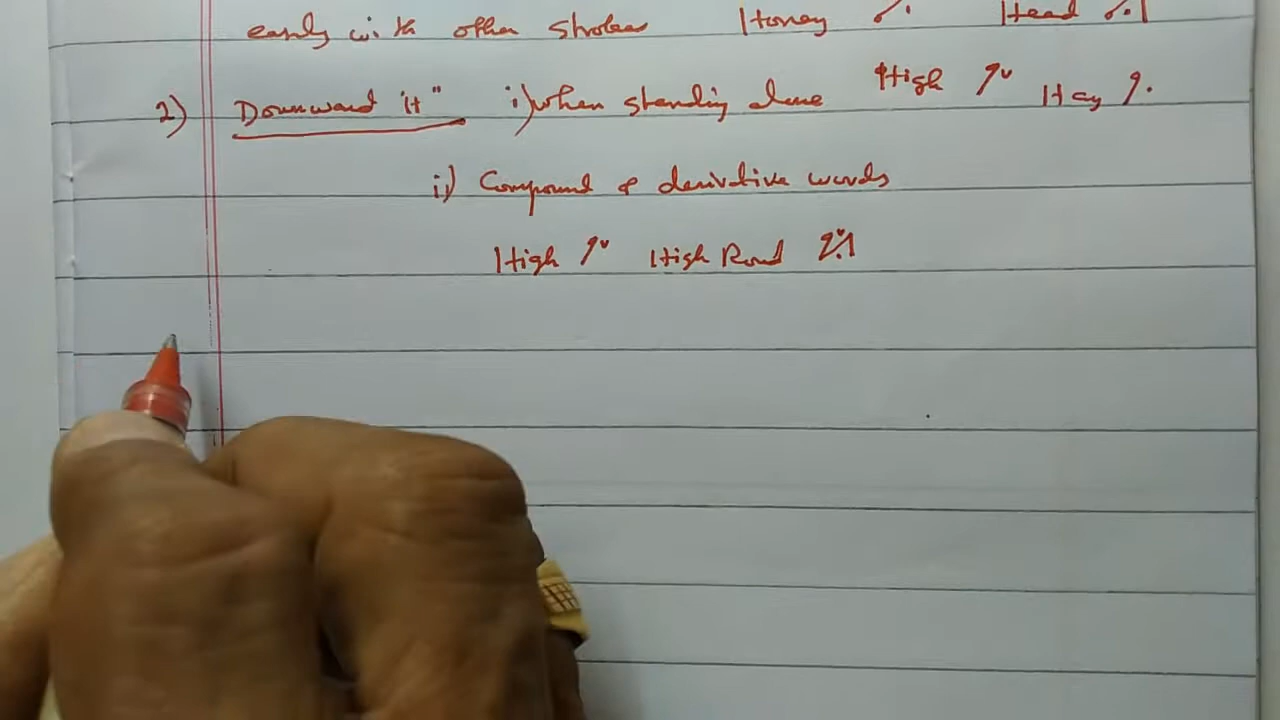 easily with other strokes Honey Head
2) Downward "H" i) when standing alone High Hay
ii) Compound & derivative words
High High Road